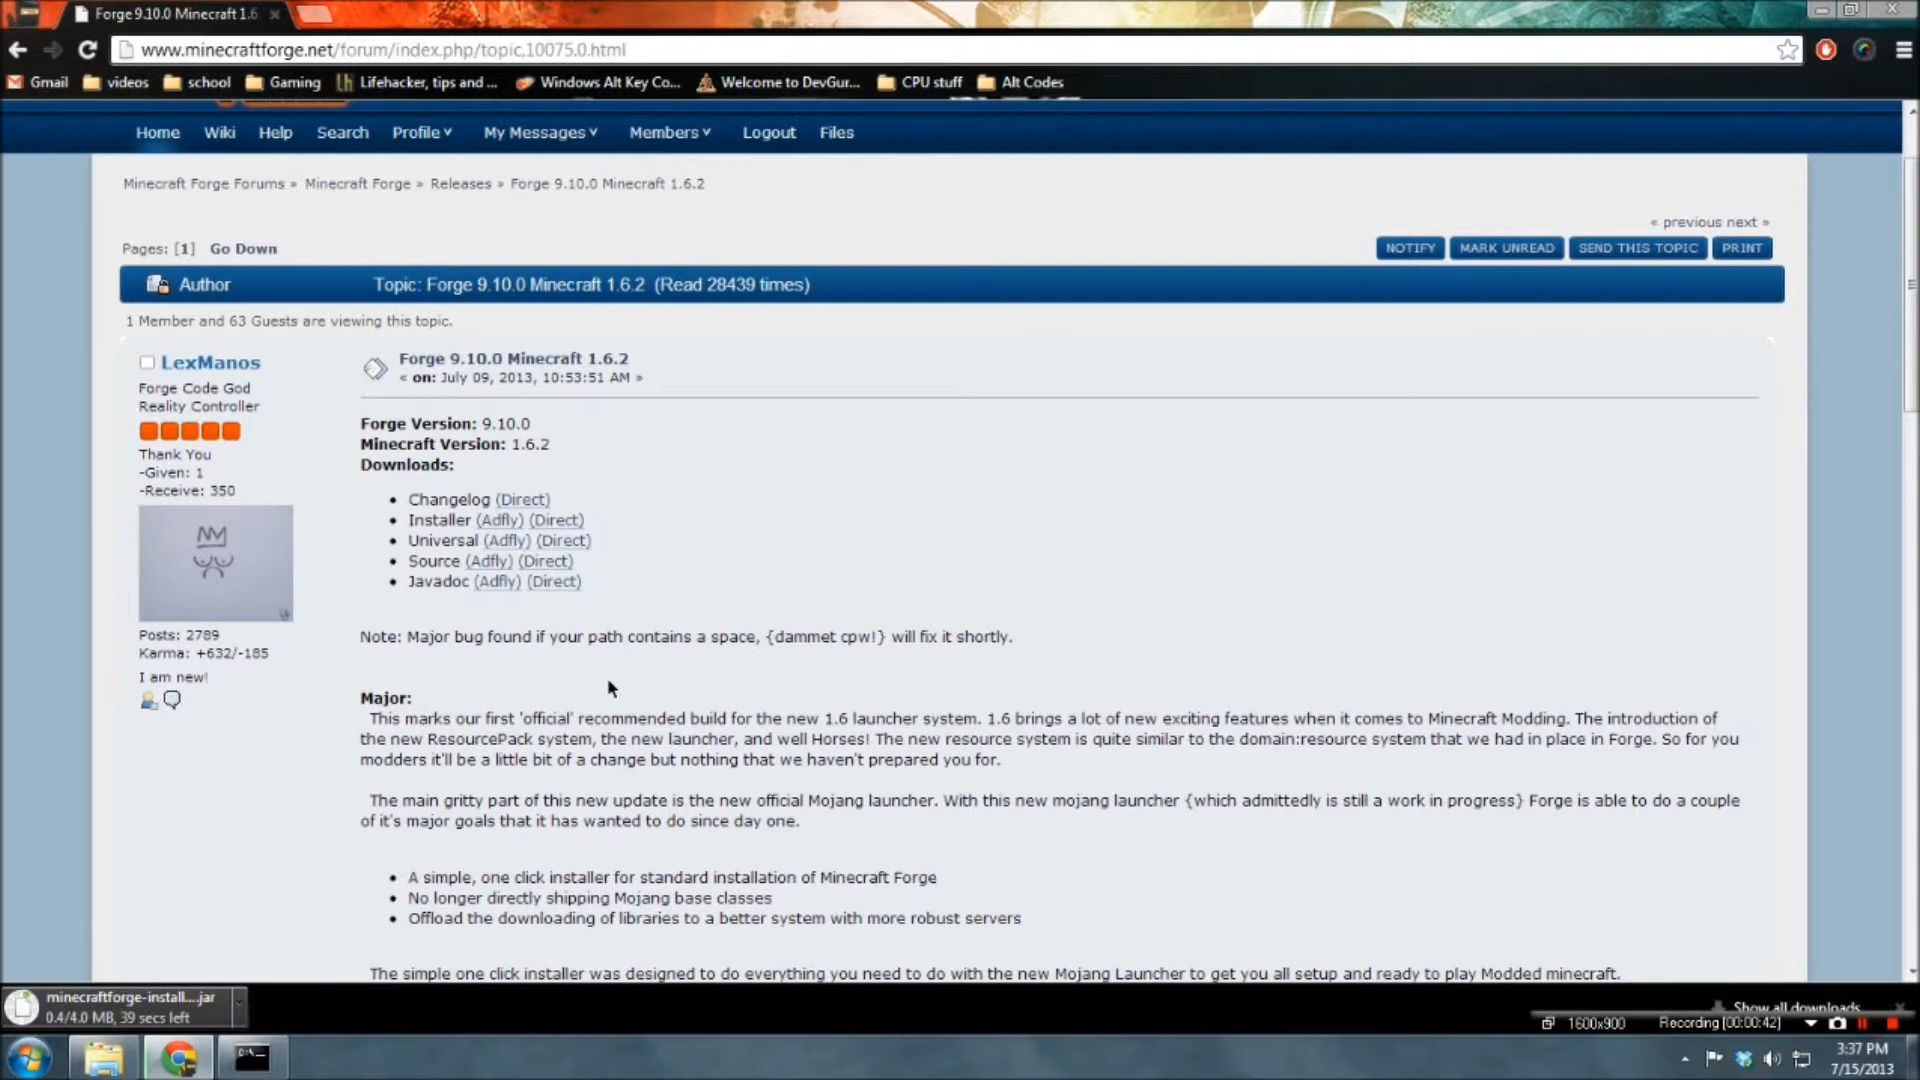 Forge 9.10.0 Minecraft 1.6
www.minecraftforge.net/forum/index.php/topic,10075.0.html
Gmail videos school Gaming Lifehacker, tips and ... Windows Alt Key Co... Welcome to DevGur... CPU stuff Alt Codes
Home Wiki Help Search Profile My Messages Members Logout Files
Minecraft Forge Forums » Minecraft Forge » Releases » Forge 9.10.0 Minecraft 1.6.2
« previous next »
Pages: [1] Go Down
NOTIFY MARK UNREAD SEND THIS TOPIC PRINT
Author Topic: Forge 9.10.0 Minecraft 1.6.2 (Read 28439 times)
1 Member and 63 Guests are viewing this topic.
LexManos
Forge Code God
Reality Controller
Thank You
-Given: 1
-Receive: 350
Posts: 2789
Karma: +632/-185
I am new!
Forge 9.10.0 Minecraft 1.6.2
« on: July 09, 2013, 10:53:51 AM »
Forge Version: 9.10.0
Minecraft Version: 1.6.2
Downloads:
• Changelog (Direct)
• Installer (Adfly) (Direct)
• Universal (Adfly) (Direct)
• Source (Adfly) (Direct)
• Javadoc (Adfly) (Direct)
Note: Major bug found if your path contains a space, {dammet cpw!} will fix it shortly.
Major:
This marks our first 'official' recommended build for the new 1.6 launcher system. 1.6 brings a lot of new exciting features when it comes to Minecraft Modding. The introduction of
the new ResourcePack system, the new launcher, and well Horses! The new resource system is quite similar to the domain:resource system that we had in place in Forge. So for you
modders it'll be a little bit of a change but nothing that we haven't prepared you for.
The main gritty part of this new update is the new official Mojang launcher. With this new mojang launcher {which admittedly is still a work in progress} Forge is able to do a couple
of it's major goals that it has wanted to do since day one.
• A simple, one click installer for standard installation of Minecraft Forge
• No longer directly shipping Mojang base classes
• Offload the downloading of libraries to a better system with more robust servers
The simple one click installer was designed to do everything you need to do with the new Mojang Launcher to get you all setup and ready to play Modded minecraft.
minecraftforge-install....jar
0.4/4.0 MB, 39 secs left
Show all downloads
1600x900 Recording [00:00:42]
3:37 PM
7/15/2013